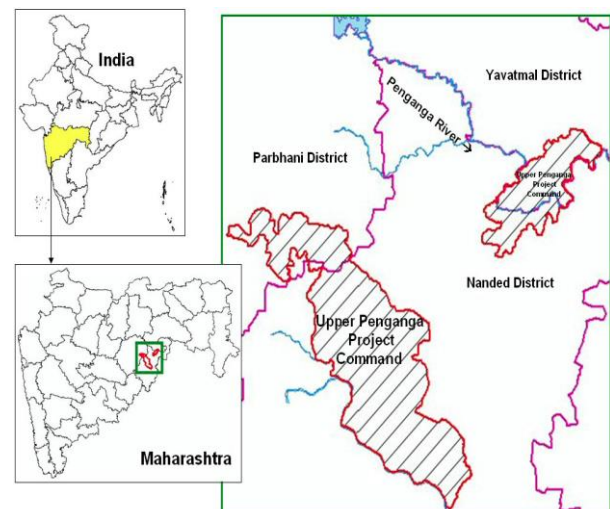 India
Maharashtra
Yavatmal District
Penganga River
Parbhani District
Upper Penganga
Project
Command
Nanded District
Upper Penganga
Project
Command